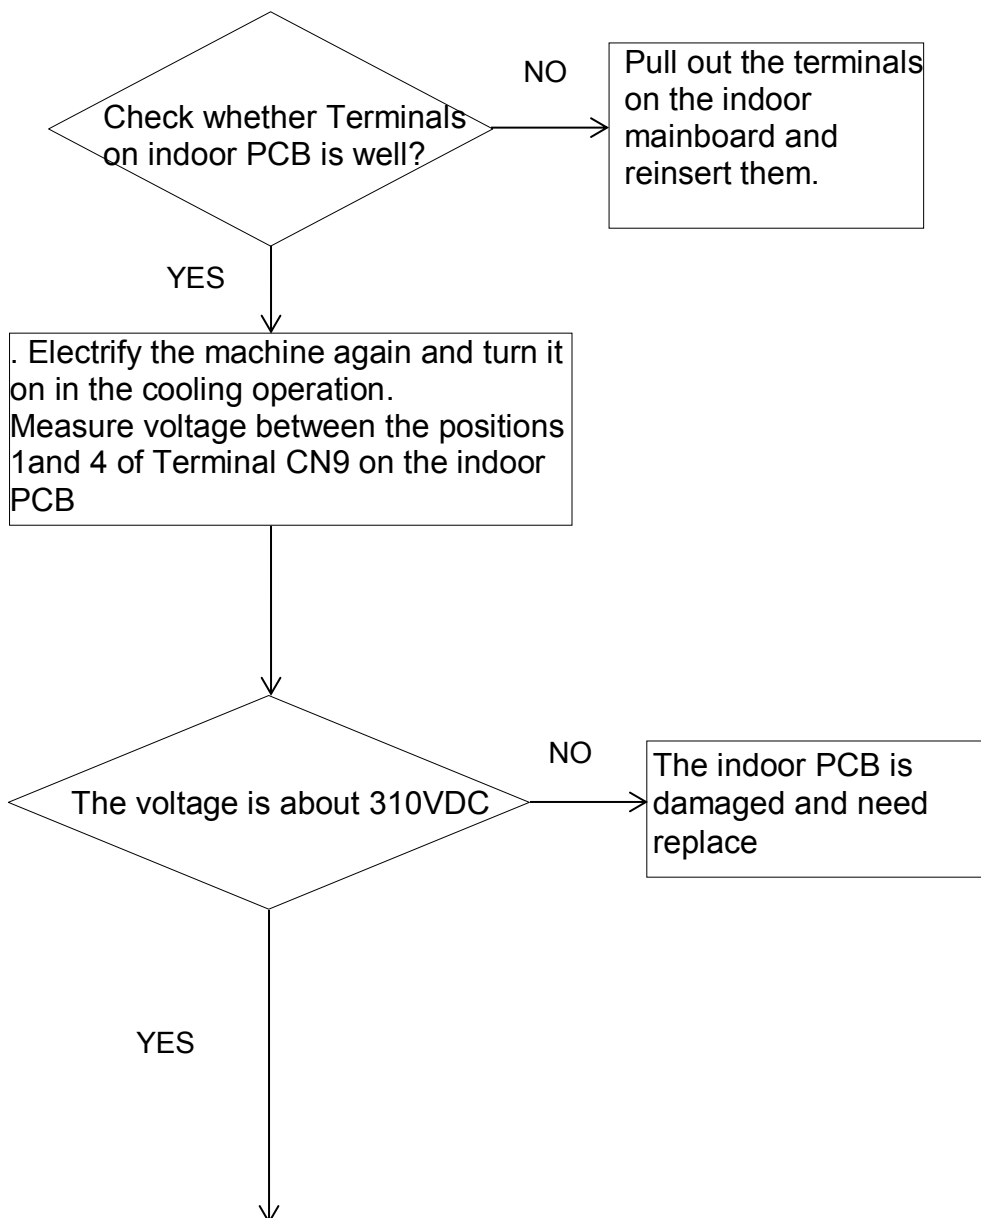 Check whether Terminals
on indoor PCB is well?
NO
Pull out the terminals
on the indoor
mainboard and
reinsert them.
YES
. Electrify the machine again and turn it
on in the cooling operation.
Measure voltage between the positions
1and 4 of Terminal CN9 on the indoor
PCB
The voltage is about 310VDC
NO
The indoor PCB is
damaged and need
replace
YES